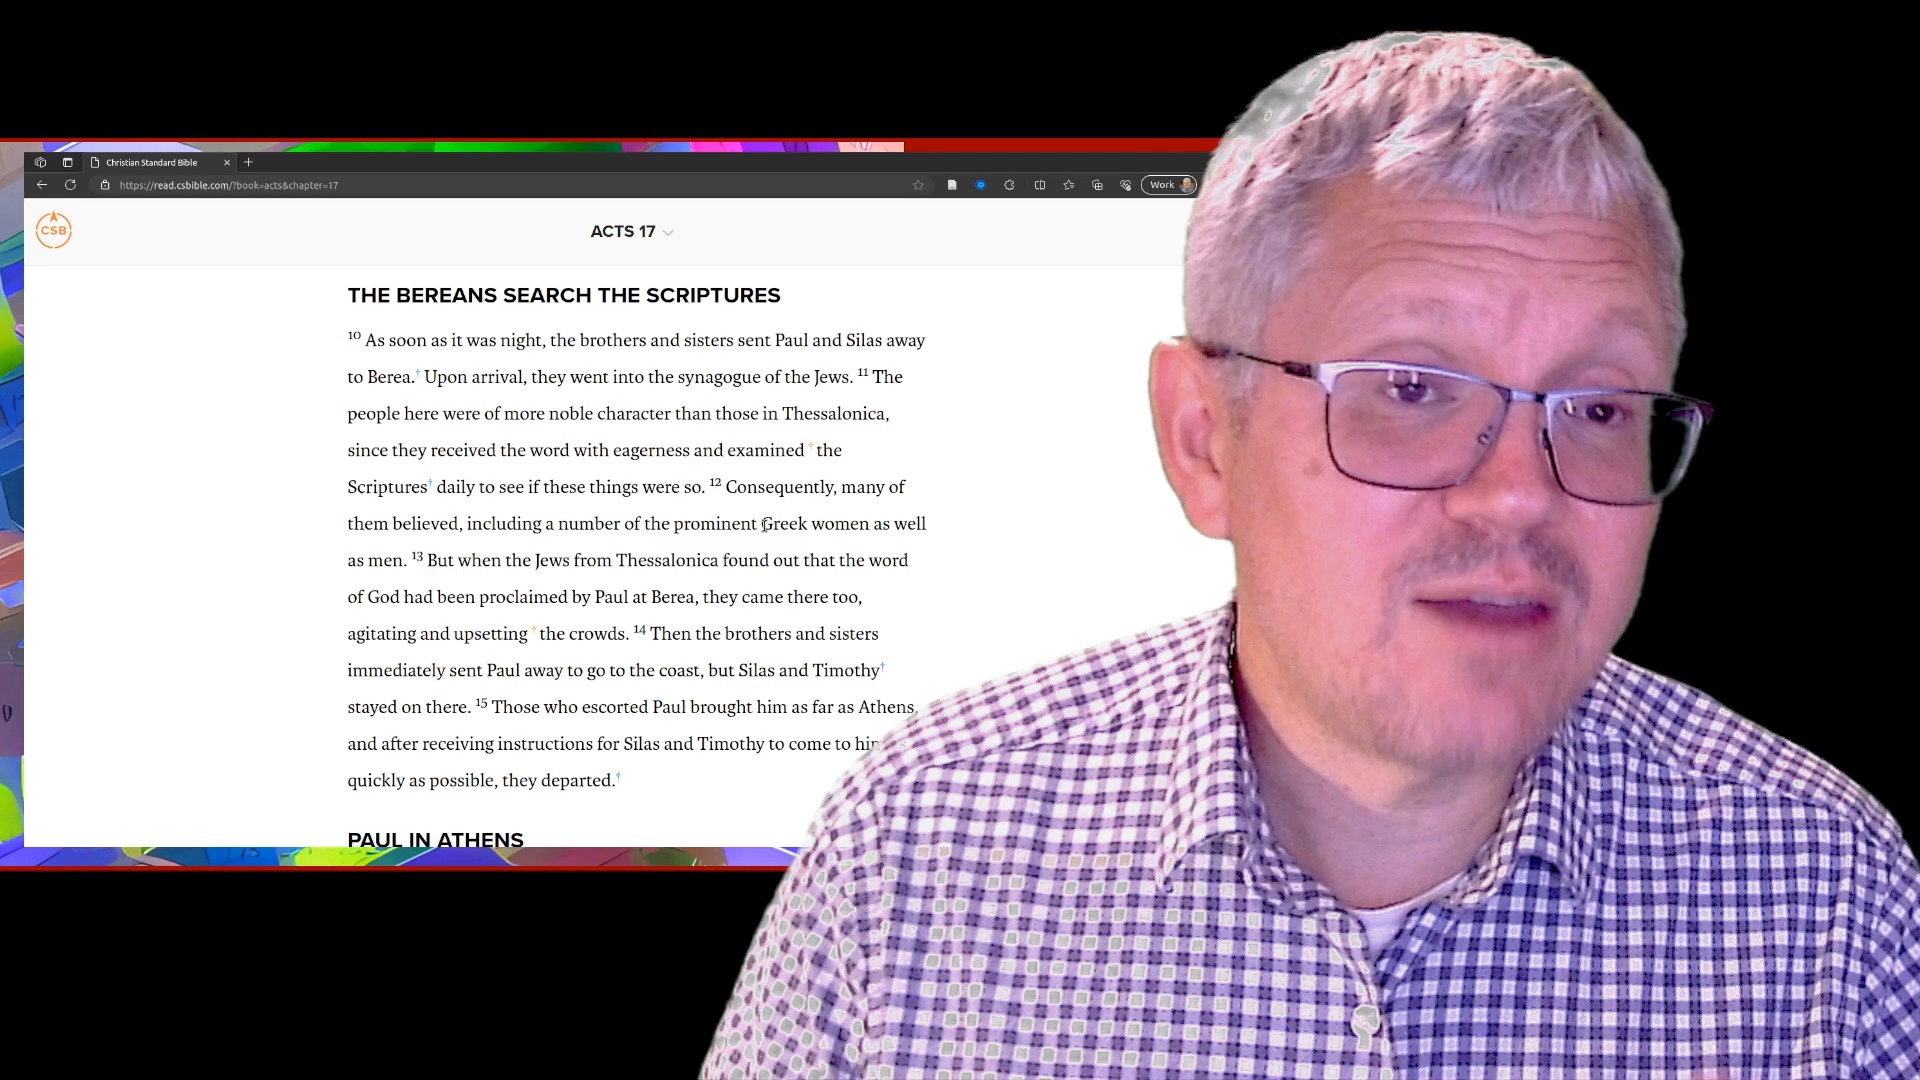 Christian Standard Bible
https://read.csbible.com/?book=acts&chapter=17
Work
CSB
ACTS 17
THE BEREANS SEARCH THE SCRIPTURES
10 As soon as it was night, the brothers and sisters sent Paul and Silas away
to Berea.† Upon arrival, they went into the synagogue of the Jews. 11 The
people here were of more noble character than those in Thessalonica,
since they received the word with eagerness and examined † the
Scriptures† daily to see if these things were so. 12 Consequently, many of
them believed, including a number of the prominent Greek women as well
as men. 13 But when the Jews from Thessalonica found out that the word
of God had been proclaimed by Paul at Berea, they came there too,
agitating and upsetting † the crowds. 14 Then the brothers and sisters
immediately sent Paul away to go to the coast, but Silas and Timothy†
stayed on there. 15 Those who escorted Paul brought him as far as Athens,
and after receiving instructions for Silas and Timothy to come to
quickly as possible, they departed.†
PAUL IN ATHENS